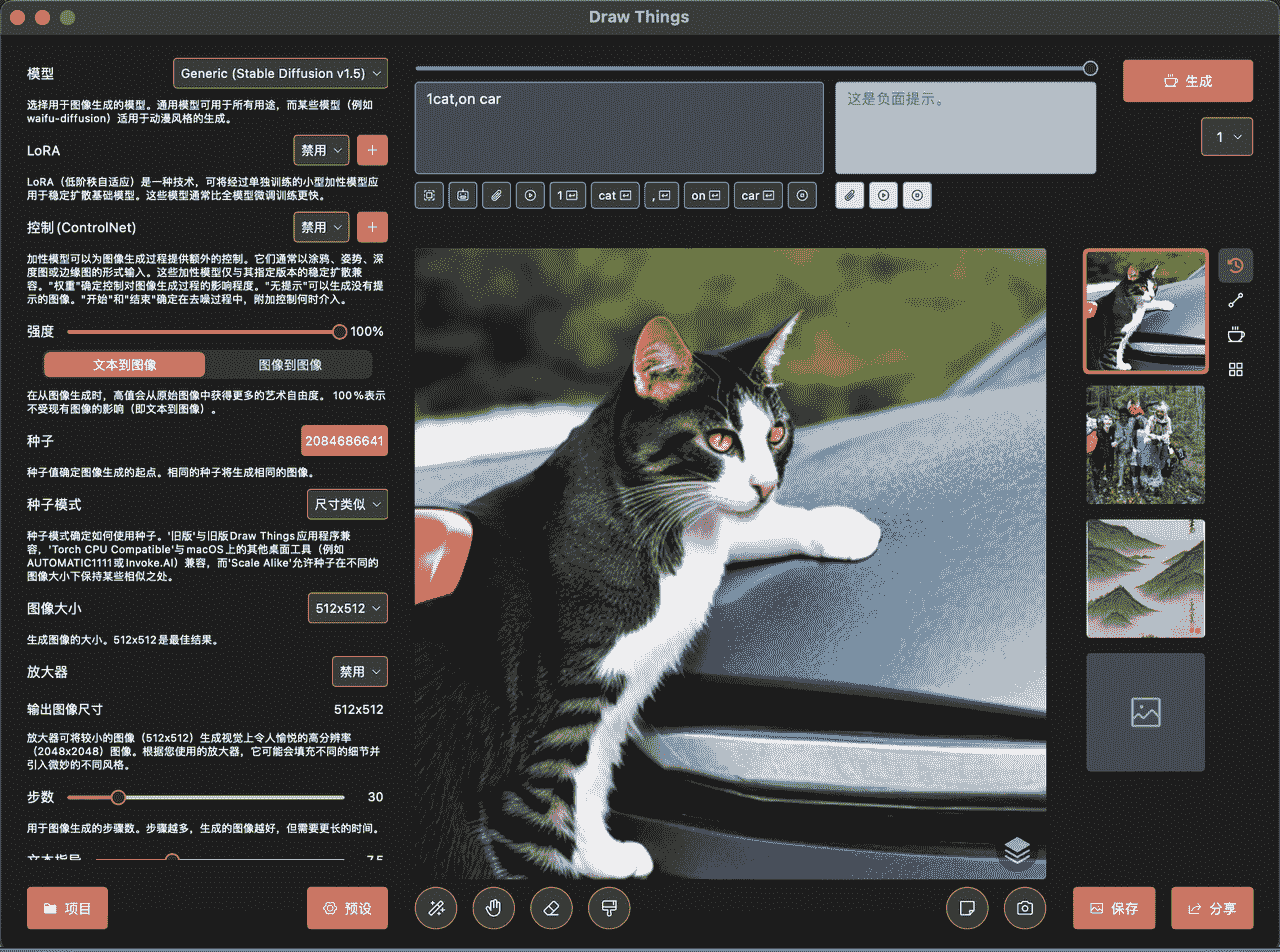 Draw Things
模型
Generic (Stable Diffusion v1.5)
选择用于图像生成的模型。通用模型可用于所有用途，而某些模型（例如
waifu-diffusion）适用于动漫风格的生成。
LoRA
禁用
LoRA（低阶秩自适应）是一种技术，可将经过单独训练的小型加性模型应
用于稳定扩散基础模型。这些模型通常比全模型微调训练更快。
控制 (ControlNet)
禁用
加性模型可以为图像生成过程提供额外的控制。它们通常以涂鸦、姿势、深
度图或边缘图的形式输入。这些加性模型仅与其指定版本的稳定扩散兼
容。"权重"确定控制对图像生成过程的影响程度。"无提示"可以生成没有提
示的图像。"开始"和"结束"确定在去噪过程中，附加控制何时介入。
强度
100%
文本到图像
图像到图像
在从图像生成时，高值会从原始图像中获得更多的艺术自由度。 100%表示
不受现有图像的影响（即文本到图像）。
种子
2084686641
种子值确定图像生成的起点。相同的种子将生成相同的图像。
种子模式
尺寸类似
种子模式确定如何使用种子。'旧版'与旧版Draw Things应用程序兼
容，'Torch CPU Compatible'与macOS上的其他桌面工具（例如
AUTOMATIC1111或Invoke.AI）兼容，而'Scale Alike'允许种子在不同的
图像大小下保持某些相似之处。
图像大小
512x512
生成图像的大小。512x512是最佳结果。
放大器
禁用
输出图像尺寸
512x512
放大器可将较小的图像（512x512）生成视觉上令人愉悦的高分辨率
（2048x2048）图像。根据您使用的放大器，它可能会填充不同的细节并
引入微妙的不同风格。
步数
30
用于图像生成的步骤数。步骤越多，生成的图像越好，但需要更长的时间。
文本指导
7.5
项目
预设
1cat,on car
这是负面提示。
1
cat
,
on
car
生成
1
保存
分享